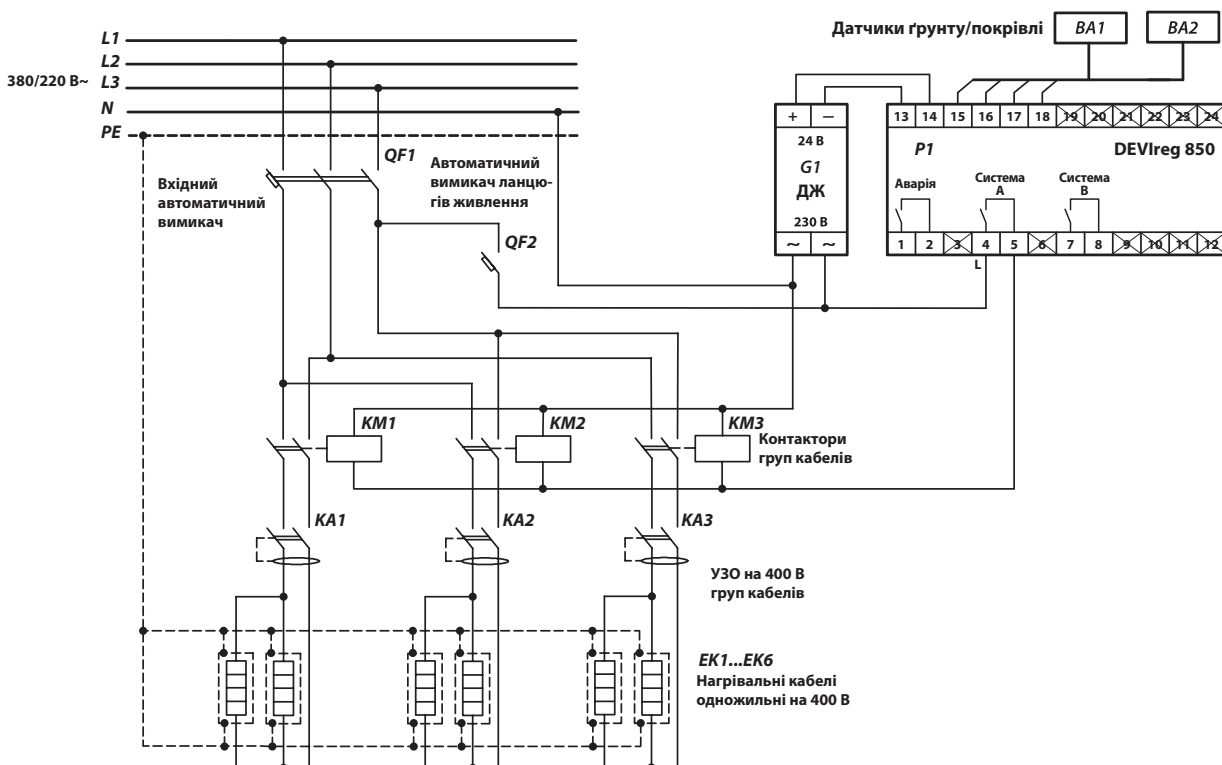 Датчики ґрунту/покрівлі
BA1
BA2
L1
L2
380/220 В~
L3
N
PE
+
—
13
14
15
16
17
18
19
20
21
22
23
24
24 В
P1
DEVIreg 850
QF1
Автоматичний
вимикач ланцю-
гів живлення
G1
ДЖ
Вхідний
автоматичний
вимикач
Аварія
Система
A
Система
B
230 В
QF2
~
~
1
2
3
4
5
6
7
8
9
10
11
12
L
KM1
KM2
KM3
Контактори
груп кабелів
KA1
KA2
KA3
УЗО на 400 В
груп кабелів
EK1...EK6
Нагрівальні кабелі
одножильні на 400 В